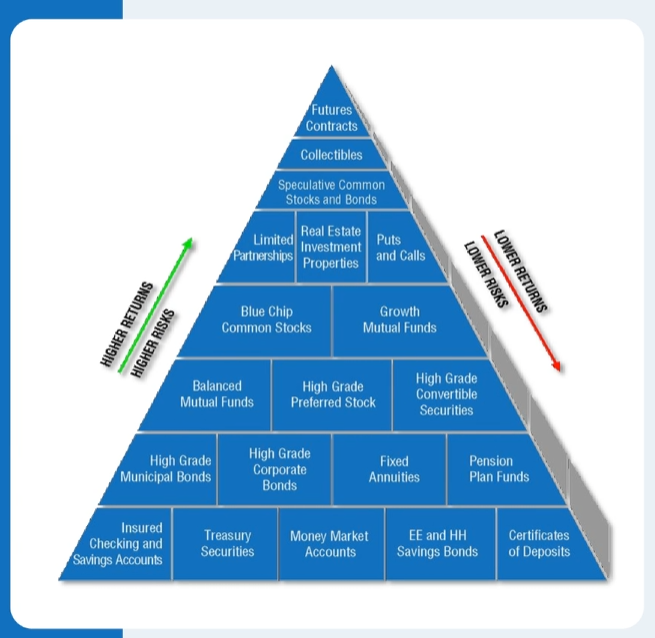 Futures
Contracts
Collectibles
Speculative Common
Stocks and Bonds
Limited
Partnerships
Real Estate
Investment
Properties
Puts
and Calls
HIGHER RETURNS
HIGHER RISKS
LOWER RETURNS
LOWER RISKS
Blue Chip
Common Stocks
Growth
Mutual Funds
Balanced
Mutual Funds
High Grade
Preferred Stock
High Grade
Convertible
Securities
High Grade
Municipal Bonds
High Grade
Corporate
Bonds
Fixed
Annuities
Pension
Plan Funds
Insured
Checking and
Savings Accounts
Treasury
Securities
Money Market
Accounts
EE and HH
Savings Bonds
Certificates
of Deposits